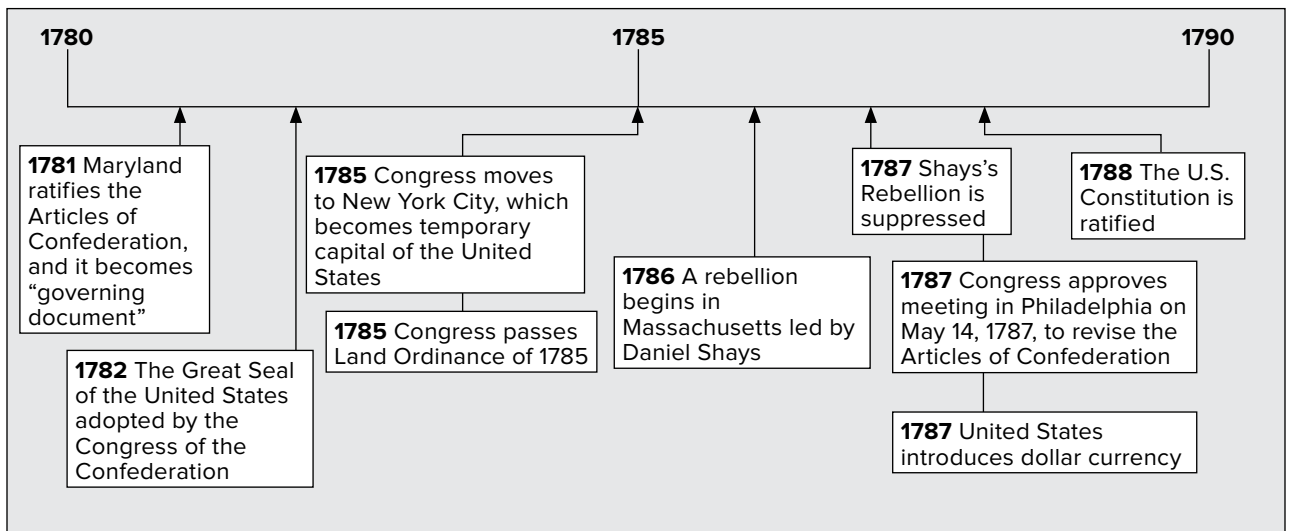 1780
1785
1790
1781 Maryland
ratifies the
Articles of
Confederation,
and it becomes
“governing
document”
1782 The Great Seal
of the United States
adopted by the
Congress of the
Confederation
1785 Congress moves
to New York City, which
becomes temporary
capital of the United
States
1785 Congress passes
Land Ordinance of 1785
1786 A rebellion
begins in
Massachusetts led by
Daniel Shays
1787 Shays’s
Rebellion is
suppressed
1787 Congress approves
meeting in Philadelphia on
May 14, 1787, to revise the
Articles of Confederation
1787 United States
introduces dollar currency
1788 The U.S.
Constitution is
ratified